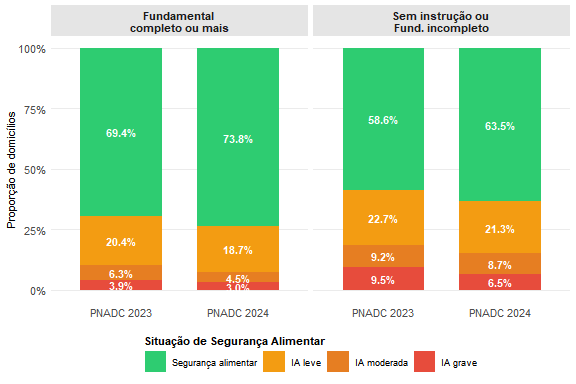 Fundamental
completo ou mais
Sem instrução ou
Fund. incompleto
Proporção de domicílios
100%
75%
50%
25%
0%
69.4%
20.4%
6.3%
3.9%
73.8%
18.7%
4.5%
3.0%
58.6%
22.7%
9.2%
9.5%
63.5%
21.3%
8.7%
6.5%
PNADC 2023
PNADC 2024
PNADC 2023
PNADC 2024
Situação de Segurança Alimentar
Segurança alimentar
IA leve
IA moderada
IA grave